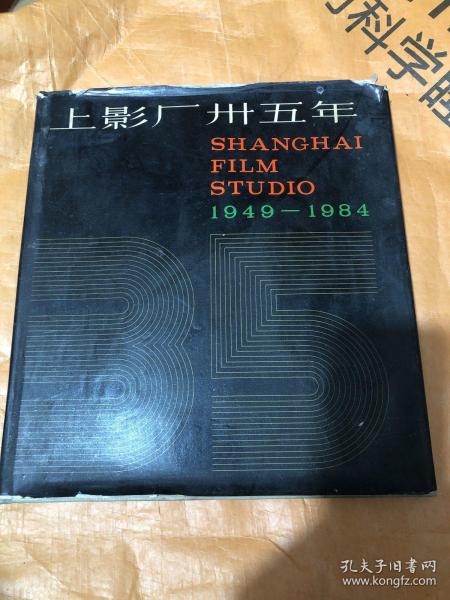 的科学
上影厂卅五年
SHANGHAI
FILM
STUDIO
1949—1984
35
孔夫子旧书网
www.kongfz.com